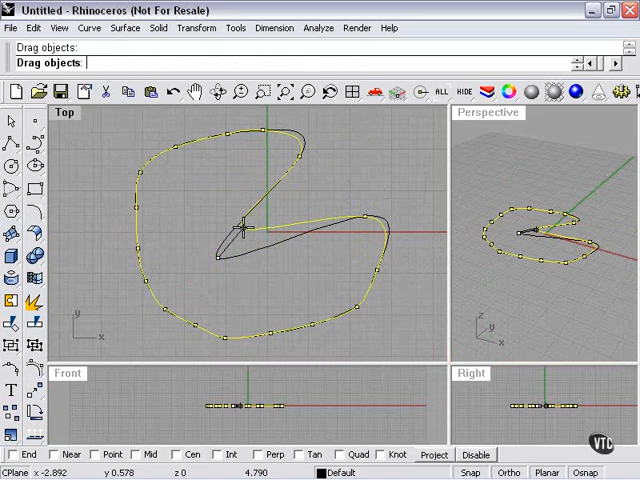 Untitled - Rhinoceros (Not For Resale)
File Edit View Curve Surface Solid Transform Tools Dimension Analyze Render Help
Drag objects:
Drag objects:
ALL HIDE
Top
Perspective
y
x
z
y
x
T
Front
Right
End Near Point Mid Cen Int Perp Tan Quad Knot Project Disable
VTC
CPlane x -2.892 y 0.578 z 0 4.790 Default Snap Ortho Planar Osnap